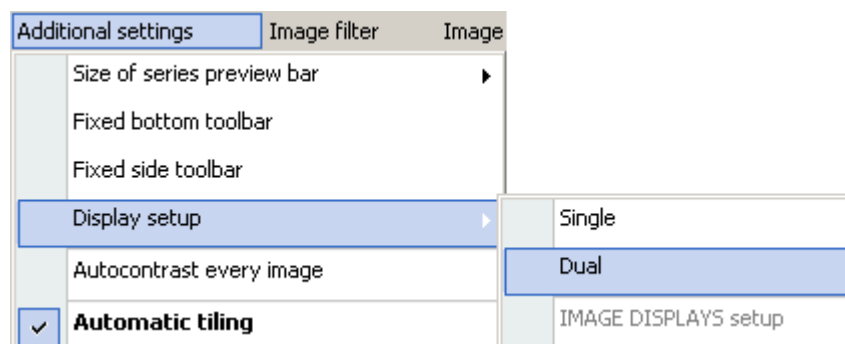 Additional settings Image filter Image
Size of series preview bar
Fixed bottom toolbar
Fixed side toolbar
Display setup
Single
Dual
Autocontrast every image
Automatic tiling
IMAGE DISPLAYS setup